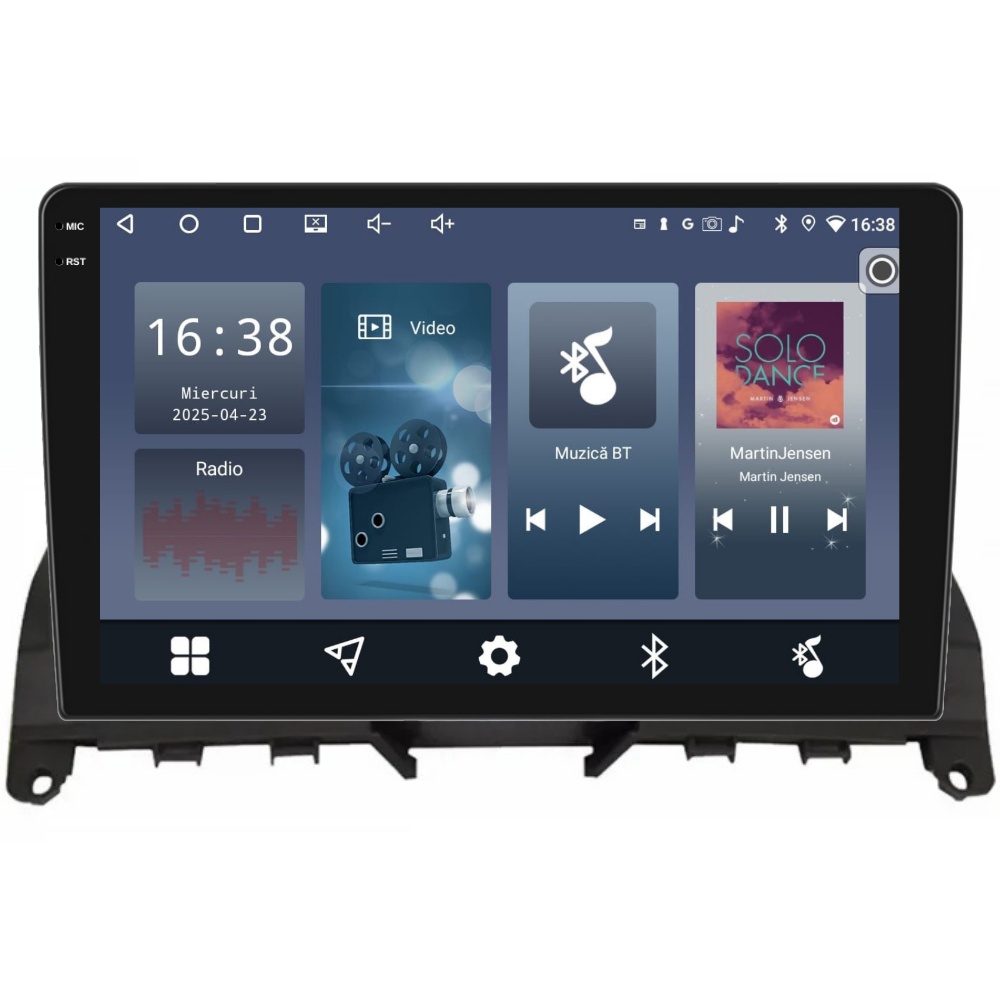 MIC
RST
16:38
16:38
Miercuri
2025-04-23
Radio
Video
Muzică BT
SOLO
DANCE
MARTIN JENSEN
MartinJensen
Martin Jensen